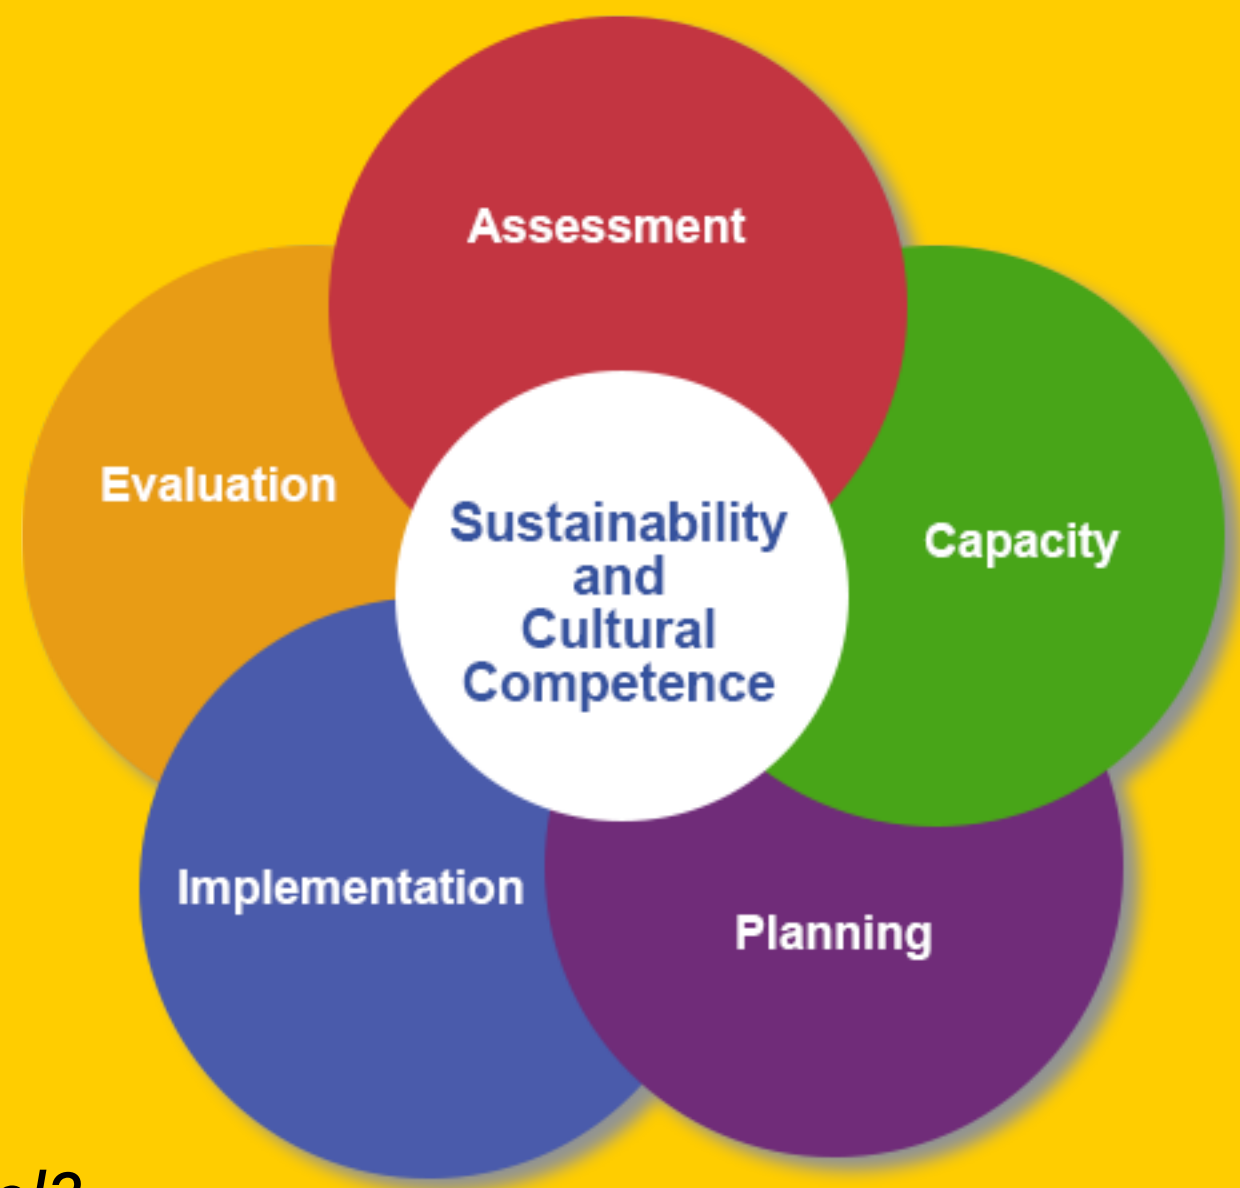 Assessment
Evaluation
Capacity
Sustainability
and
Cultural
Competence
Implementation
Planning